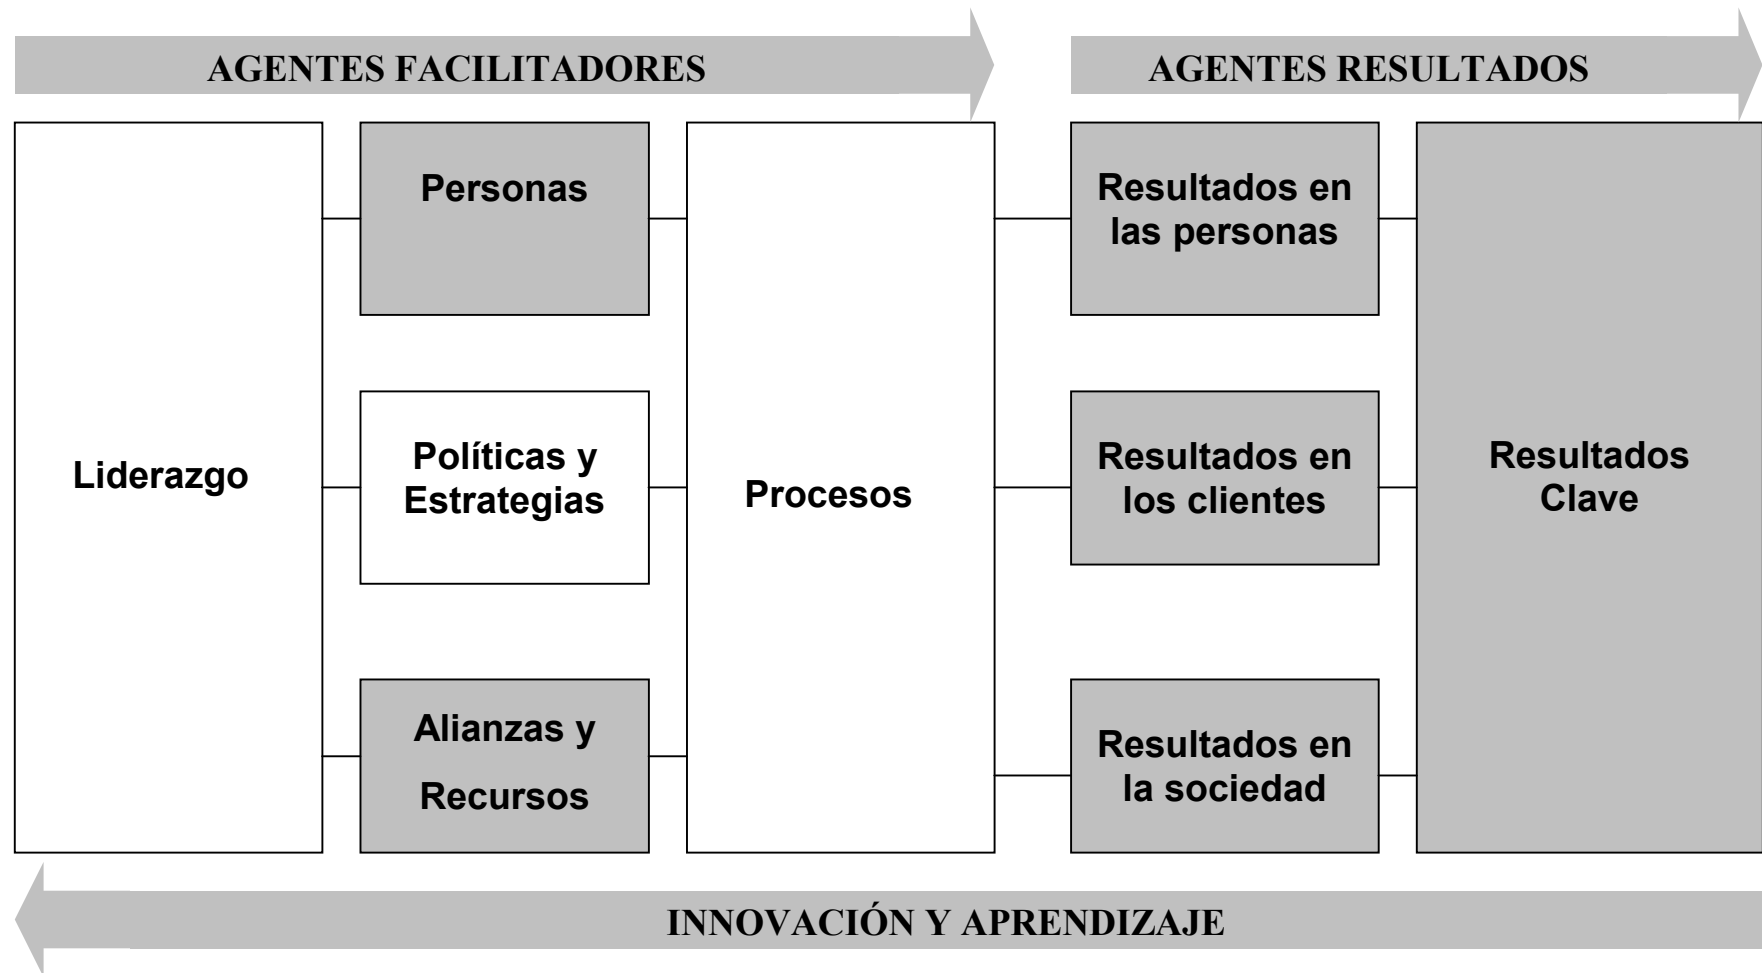 AGENTES FACILITADORES
AGENTES RESULTADOS
Liderazgo
Personas
Políticas y
Estrategias
Alianzas y
Recursos
Procesos
Resultados en
las personas
Resultados en
los clientes
Resultados en
la sociedad
Resultados
Clave
INNOVACIÓN Y APRENDIZAJE